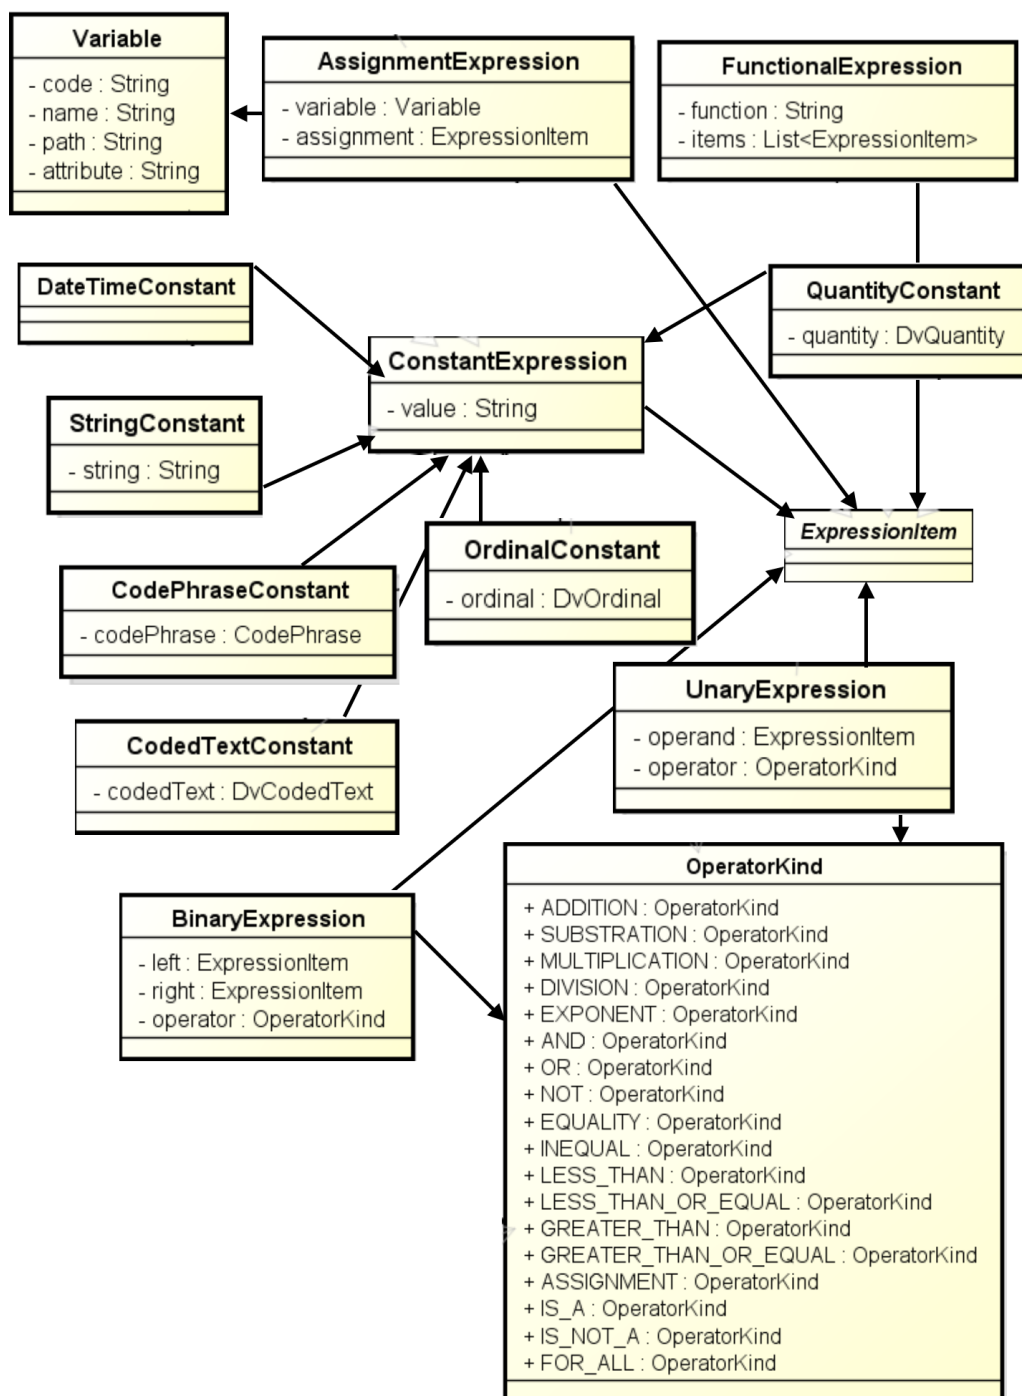 Variable
- code : String
- name : String
- path : String
- attribute : String
AssignmentExpression
- variable : Variable
- assignment : ExpressionItem
FunctionalExpression
- function : String
- items : List<ExpressionItem>
DateTimeConstant
QuantityConstant
- quantity : DvQuantity
ConstantExpression
- value : String
StringConstant
- string : String
ExpressionItem
OrdinalConstant
- ordinal : DvOrdinal
CodePhraseConstant
- codePhrase : CodePhrase
UnaryExpression
- operand : ExpressionItem
- operator : OperatorKind
CodedTextConstant
- codedText : DvCodedText
BinaryExpression
- left : ExpressionItem
- right : ExpressionItem
- operator : OperatorKind
OperatorKind
+ ADDITION : OperatorKind
+ SUBSTRATION : OperatorKind
+ MULTIPLICATION : OperatorKind
+ DIVISION : OperatorKind
+ EXPONENT : OperatorKind
+ AND : OperatorKind
+ OR : OperatorKind
+ NOT : OperatorKind
+ EQUALITY : OperatorKind
+ INEQUAL : OperatorKind
+ LESS_THAN : OperatorKind
+ LESS_THAN_OR_EQUAL : OperatorKind
+ GREATER_THAN : OperatorKind
+ GREATER_THAN_OR_EQUAL : OperatorKind
+ ASSIGNMENT : OperatorKind
+ IS_A : OperatorKind
+ IS_NOT_A : OperatorKind
+ FOR_ALL : OperatorKind